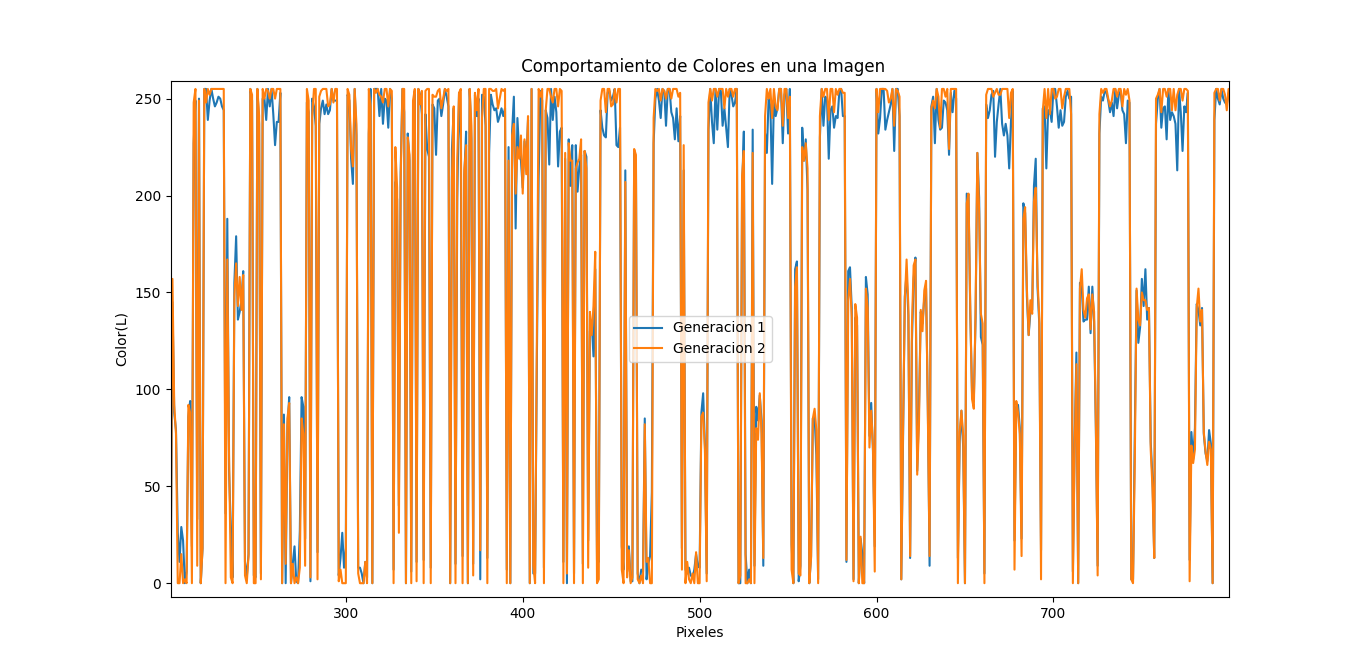 Comportamiento de Colores en una Imagen
250
200
150
100
50
0
Color(L)
Generacion 1
Generacion 2
300
400
500
600
700
Pixeles